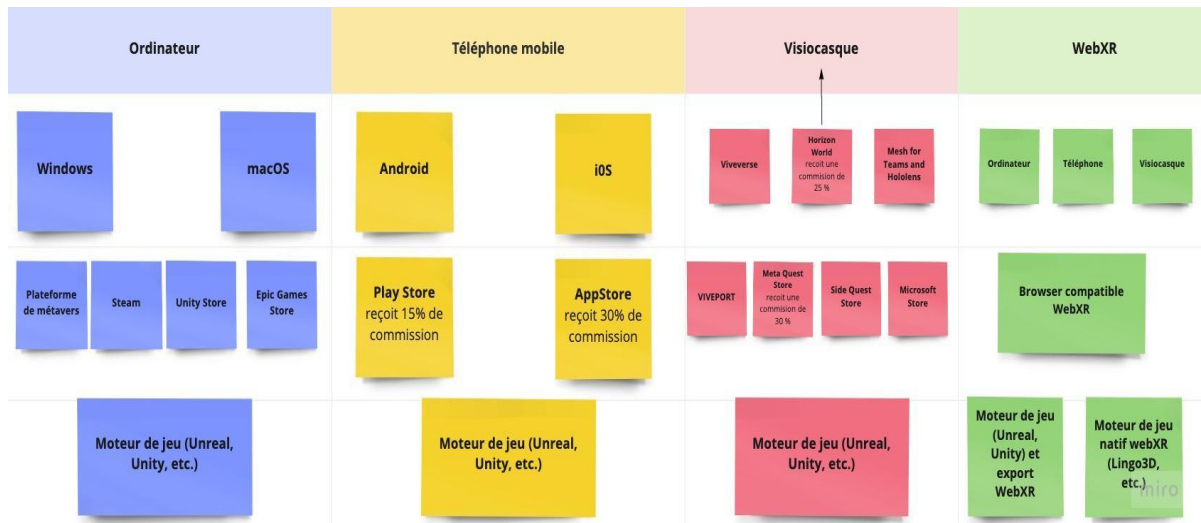 Ordinateur
Téléphone mobile
Visiocasque
WebXR
Windows
macOS
Android
iOS
Viveverse
Horizon
World
recoit une
commision de
25 %
Mesh for
Teams and
Hololens
Ordinateur
Téléphone
Visiocasque
Plateforme
de métavers
Steam
Unity Store
Epic Games
Store
Play Store
reçoit 15% de
commission
AppStore
reçoit 30% de
commission
VIVEPORT
Meta Quest
Store
recoit une
commision de
30 %
Side Quest
Store
Microsoft
Store
Browser compatible
WebXR
Moteur de jeu (Unreal,
Unity, etc.)
Moteur de jeu (Unreal,
Unity, etc.)
Moteur de jeu (Unreal,
Unity, etc.)
Moteur de jeu
(Unreal,
Unity) et
export
WebXR
Moteur de jeu
natif webXR
(Lingo3D,
etc.)
miro